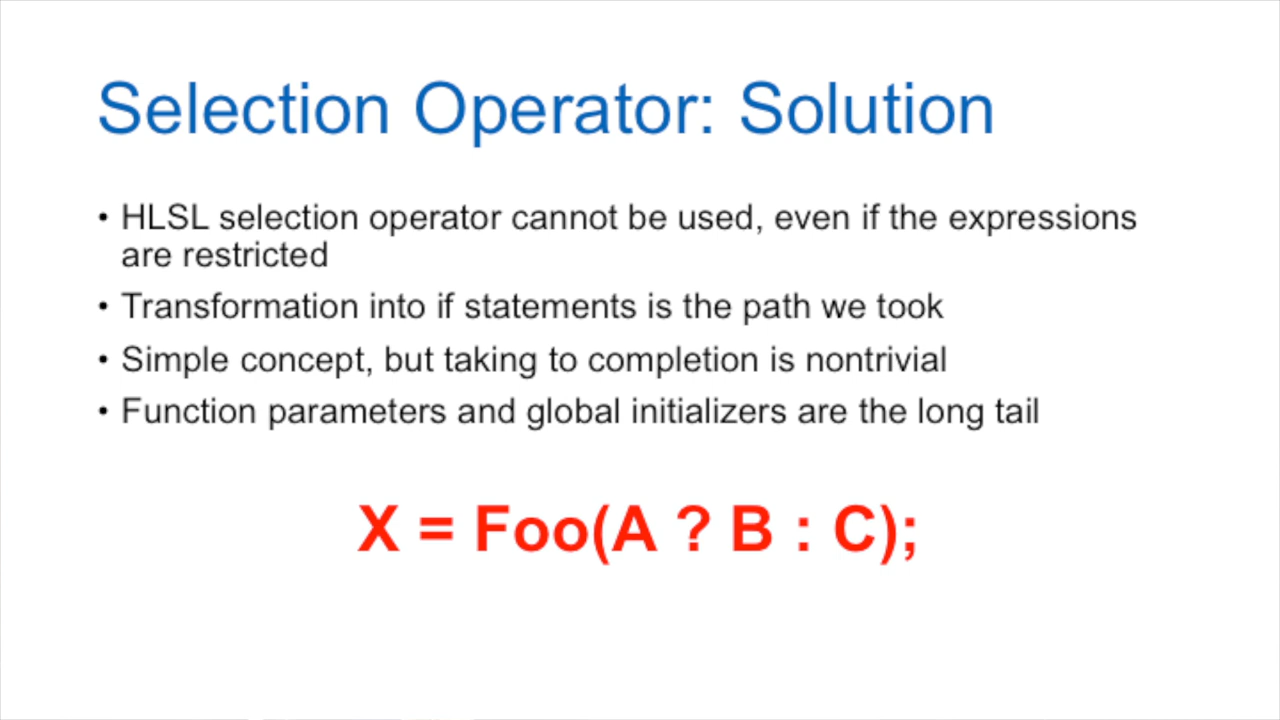 Selection Operator: Solution
• HLSL selection operator cannot be used, even if the expressions
are restricted
• Transformation into if statements is the path we took
• Simple concept, but taking to completion is nontrivial
• Function parameters and global initializers are the long tail
X = Foo(A ? B : C);